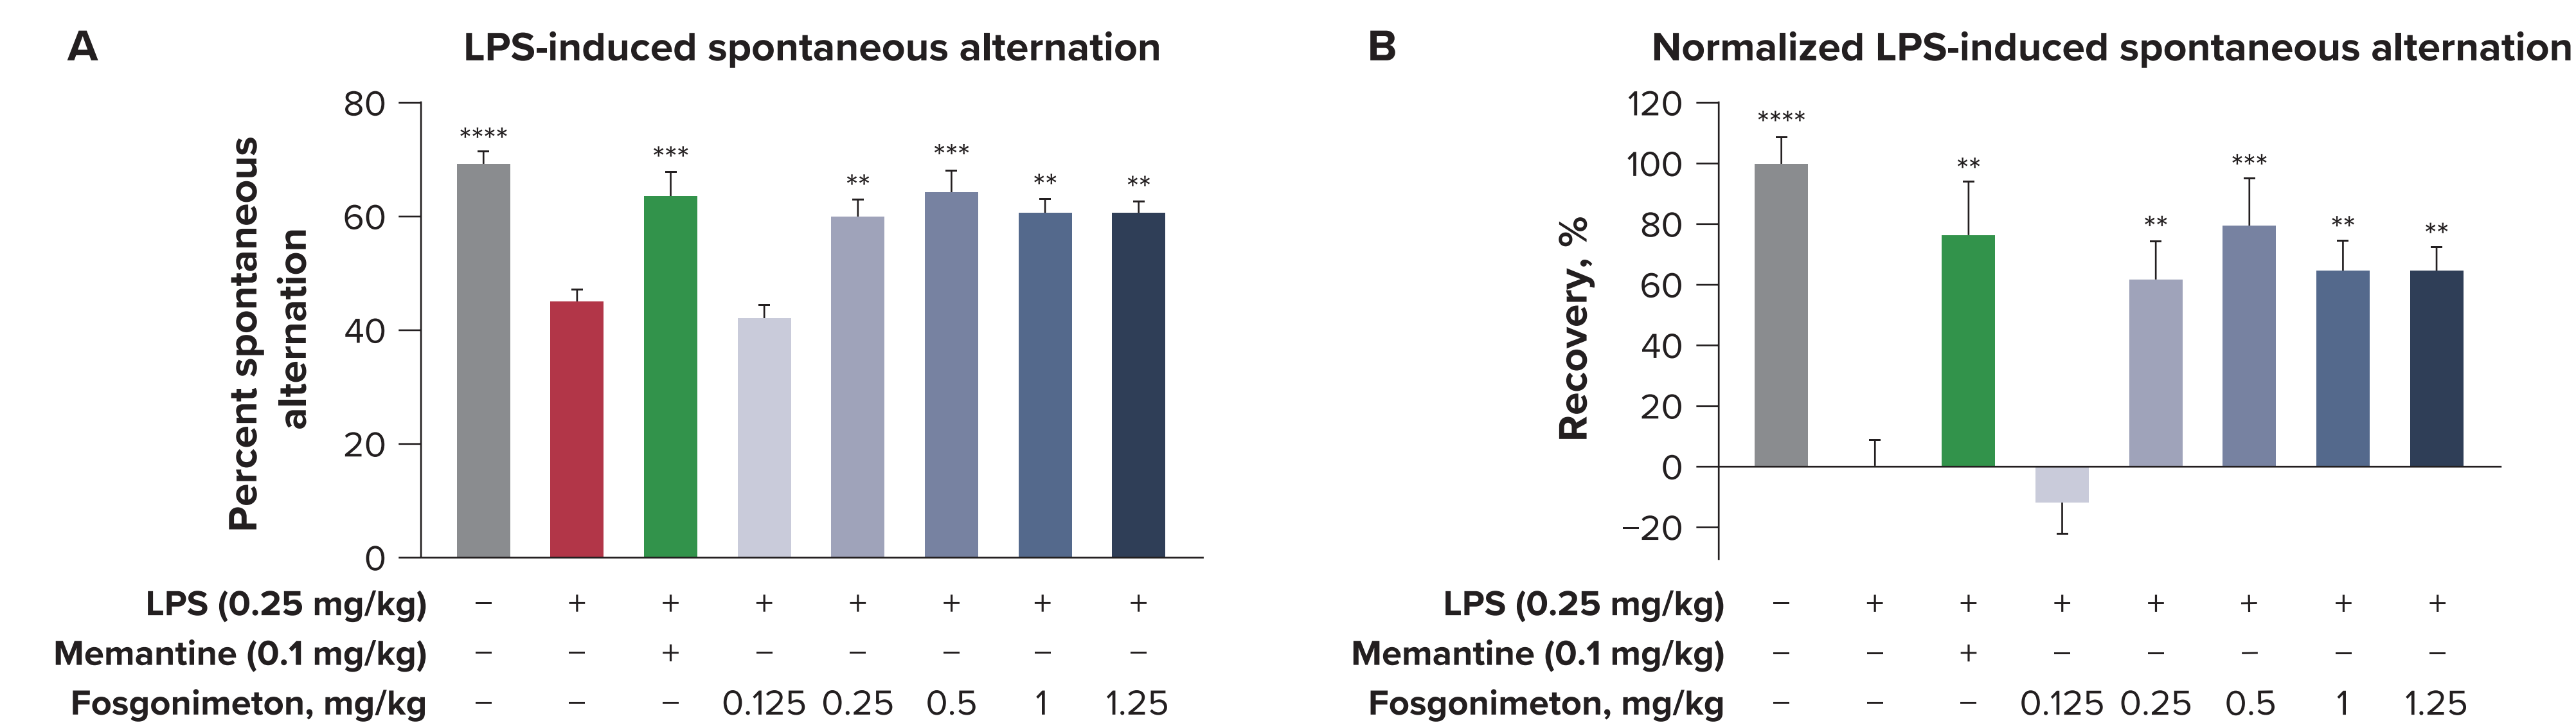 A
LPS-induced spontaneous alternation
Percent spontaneous
alternation
80
60
40
20
0
****
***
**
***
**
**
LPS (0.25 mg/kg) − + + + + + + +
Memantine (0.1 mg/kg) − − + − − − − −
Fosgonimeton, mg/kg − − − 0.125 0.25 0.5 1 1.25
B
Normalized LPS-induced spontaneous alternation
Recovery, %
120
100
80
60
40
20
0
−20
****
**
**
***
**
**
LPS (0.25 mg/kg) − + + + + + + +
Memantine (0.1 mg/kg) − − + − − − − −
Fosgonimeton, mg/kg − − − 0.125 0.25 0.5 1 1.25